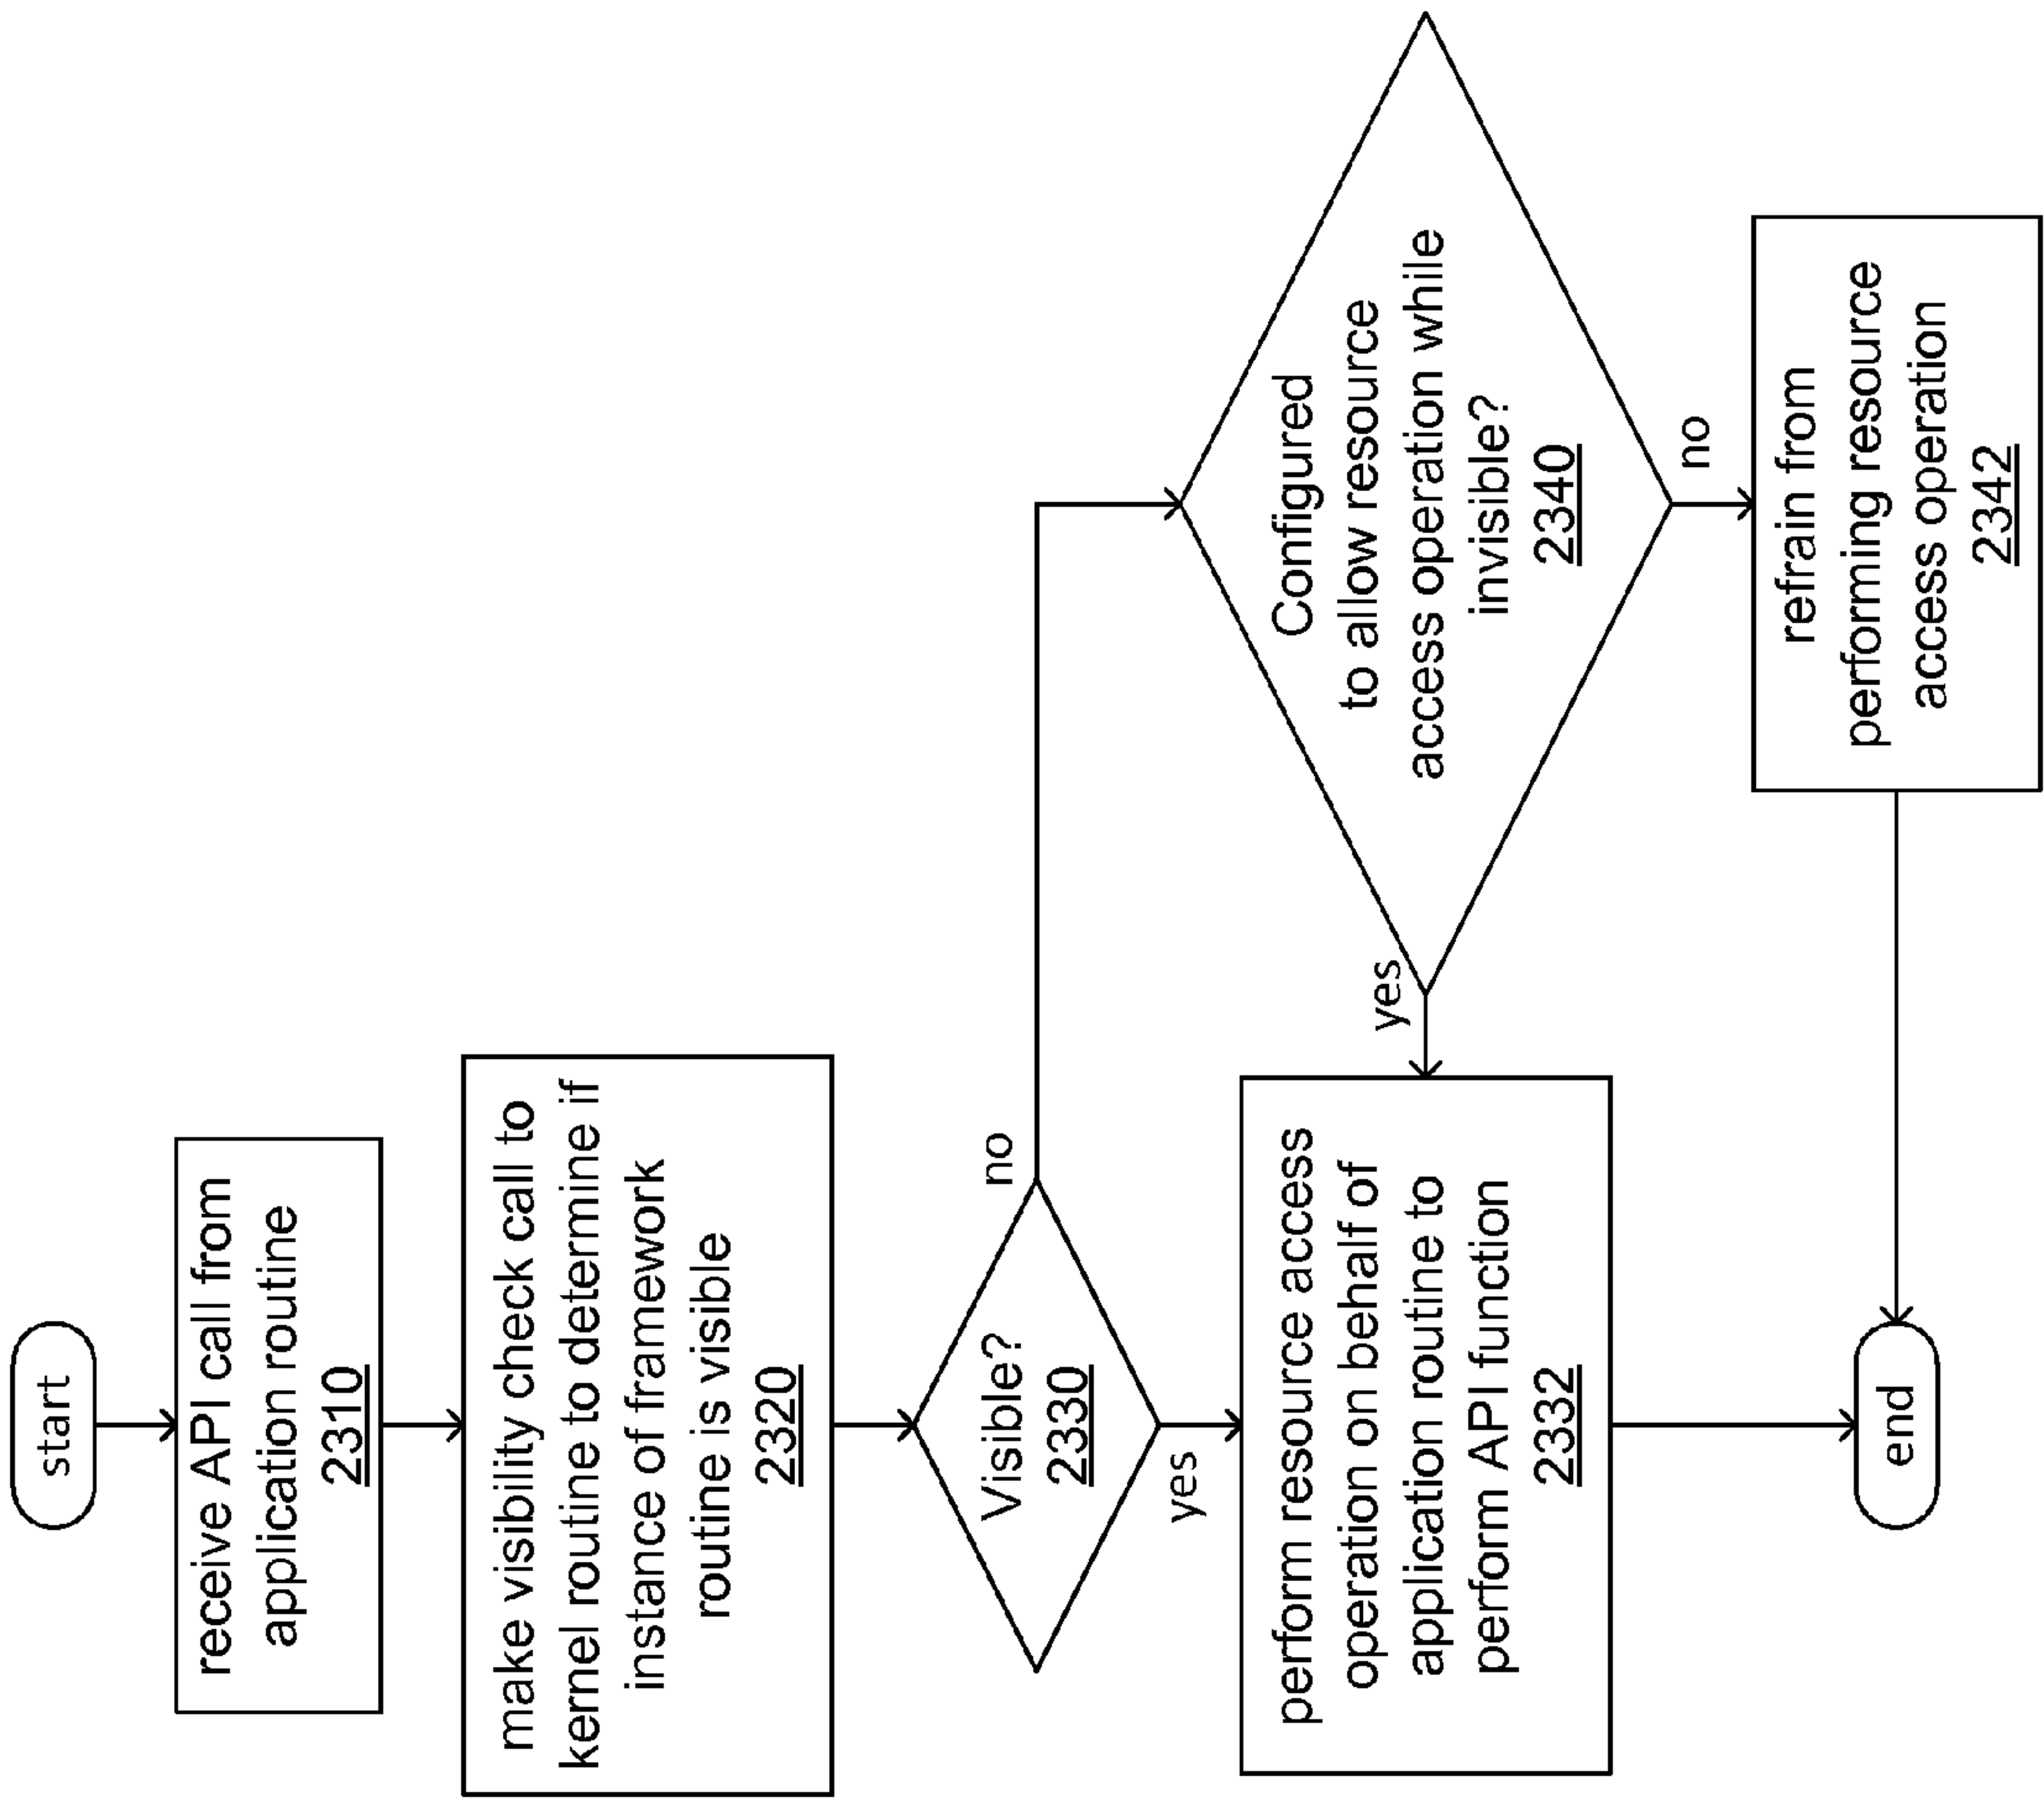 start
receive API call from
application routine
2310
make visibility check call to
kernel routine to determine if
instance of framework
routine is visible
2320
Visible?
2330
no
yes
perform resource access
operation on behalf of
application routine to
perform API function
2332
Configured
to allow resource
access operation while
invisible?
2340
yes
no
refrain from
performing resource
access operation
2342
end